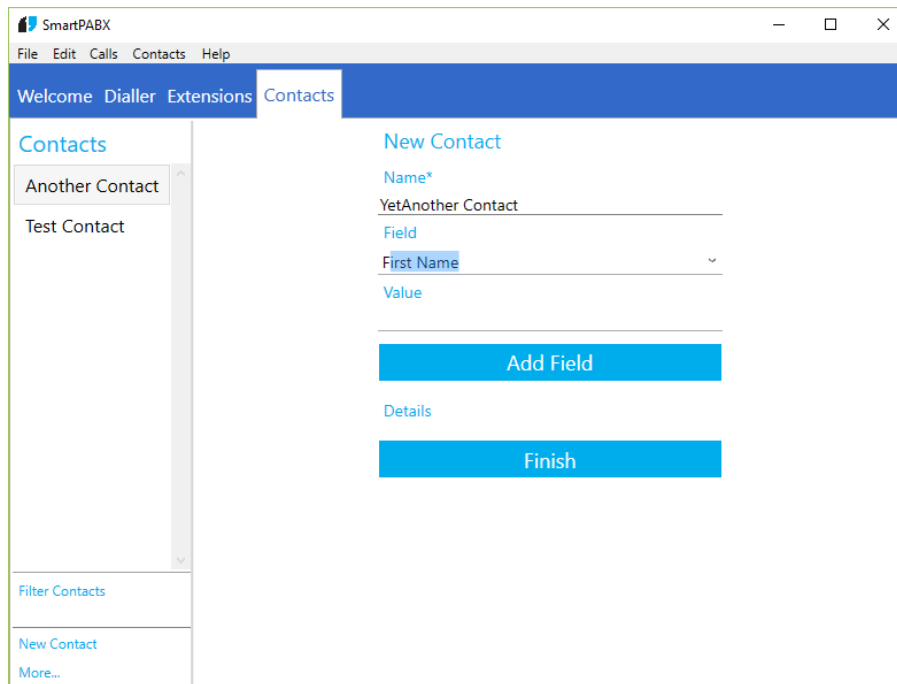 SmartPABX
File Edit Calls Contacts Help
Welcome Dialler Extensions Contacts
Contacts
Another Contact
Test Contact
Filter Contacts
New Contact
More...
New Contact
Name*
YetAnother Contact
Field
First Name
Value
Add Field
Details
Finish